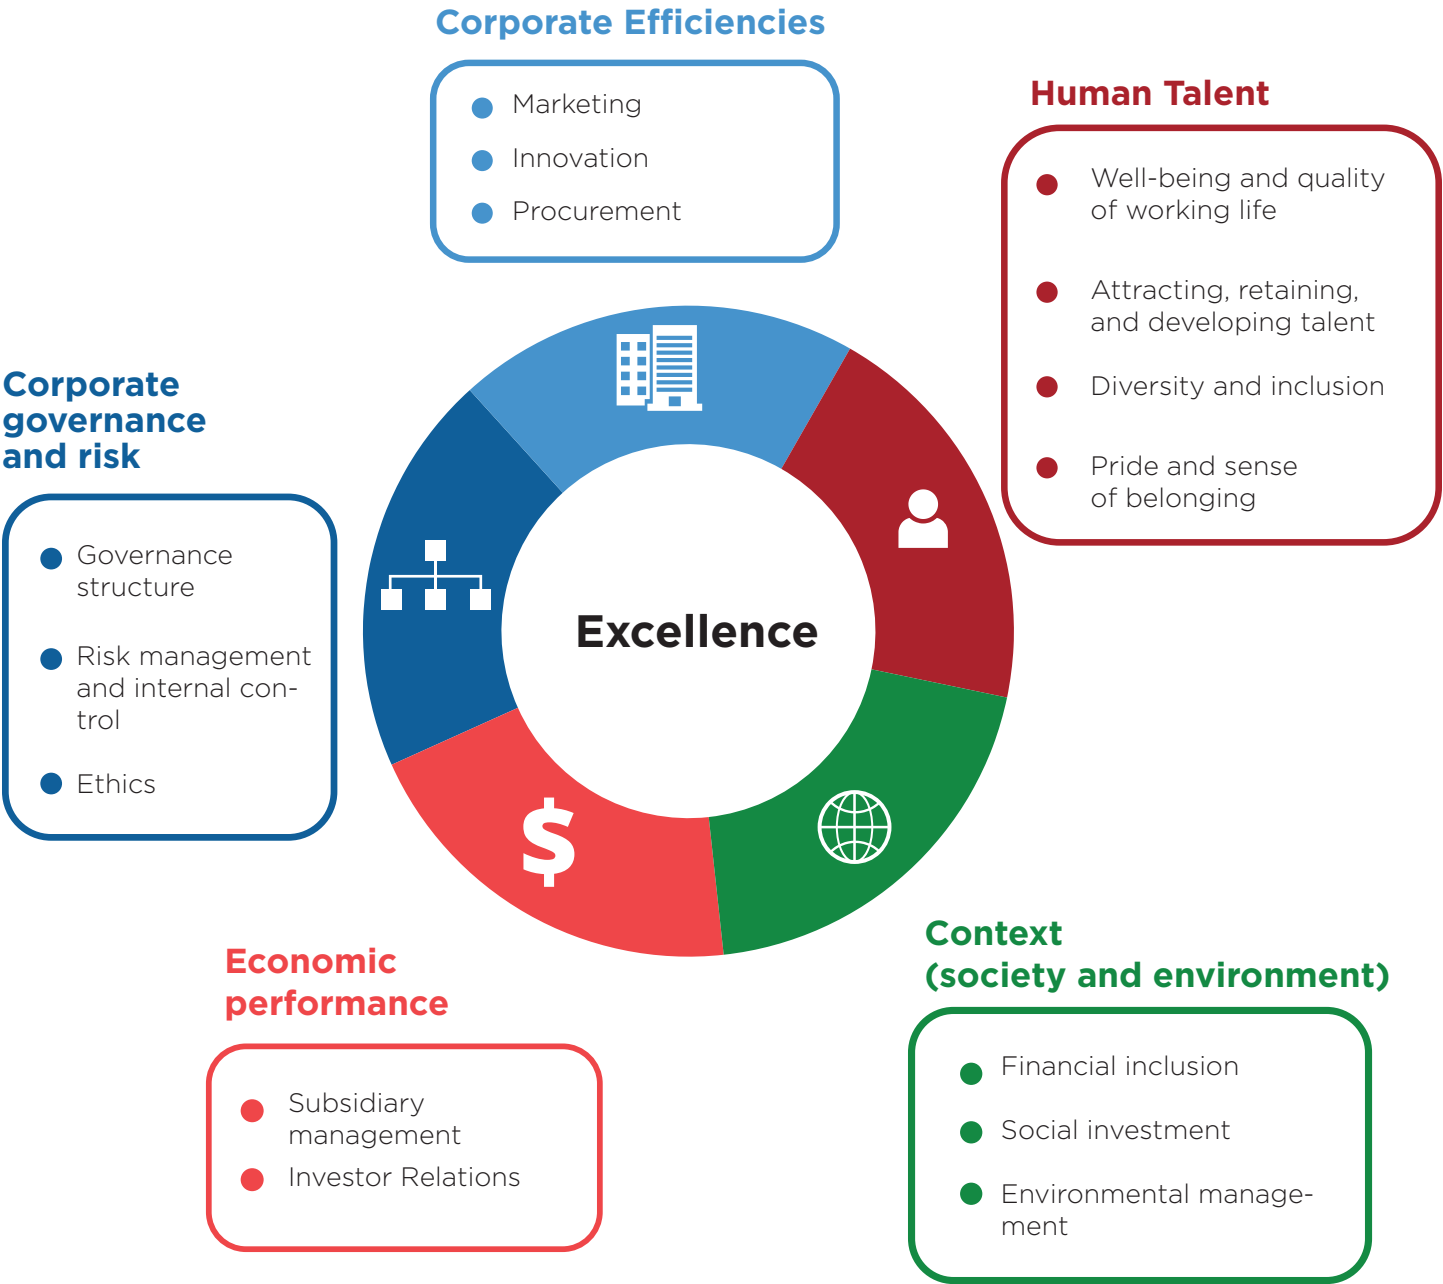 Corporate Efficiencies
Marketing
Innovation
Procurement
Human Talent
Well-being and quality
of working life
Attracting, retaining,
and developing talent
Diversity and inclusion
Pride and sense
of belonging
Corporate
governance
and risk
Governance
structure
Risk management
and internal con-
trol
Ethics
Excellence
$
Economic
performance
Subsidiary
management
Investor Relations
Context
(society and environment)
Financial inclusion
Social investment
Environmental manage-
ment